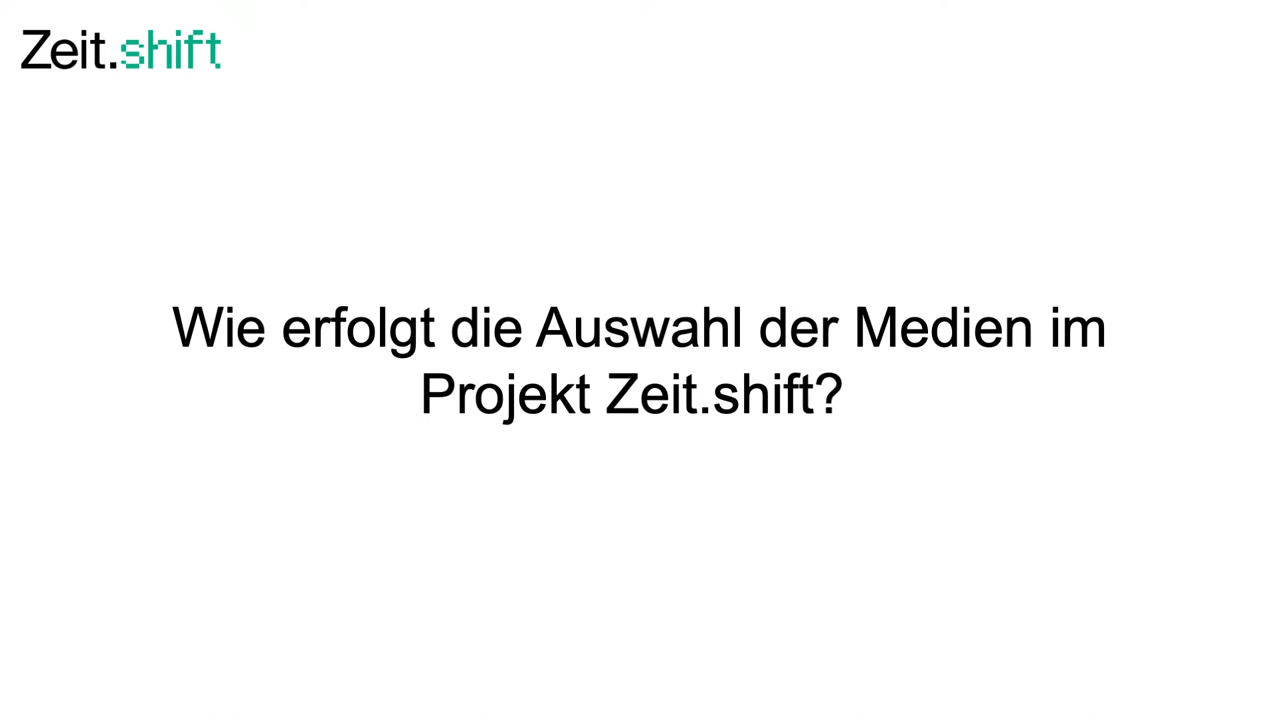 Zeit.shift
Wie erfolgt die Auswahl der Medien im
Projekt Zeit.shift?